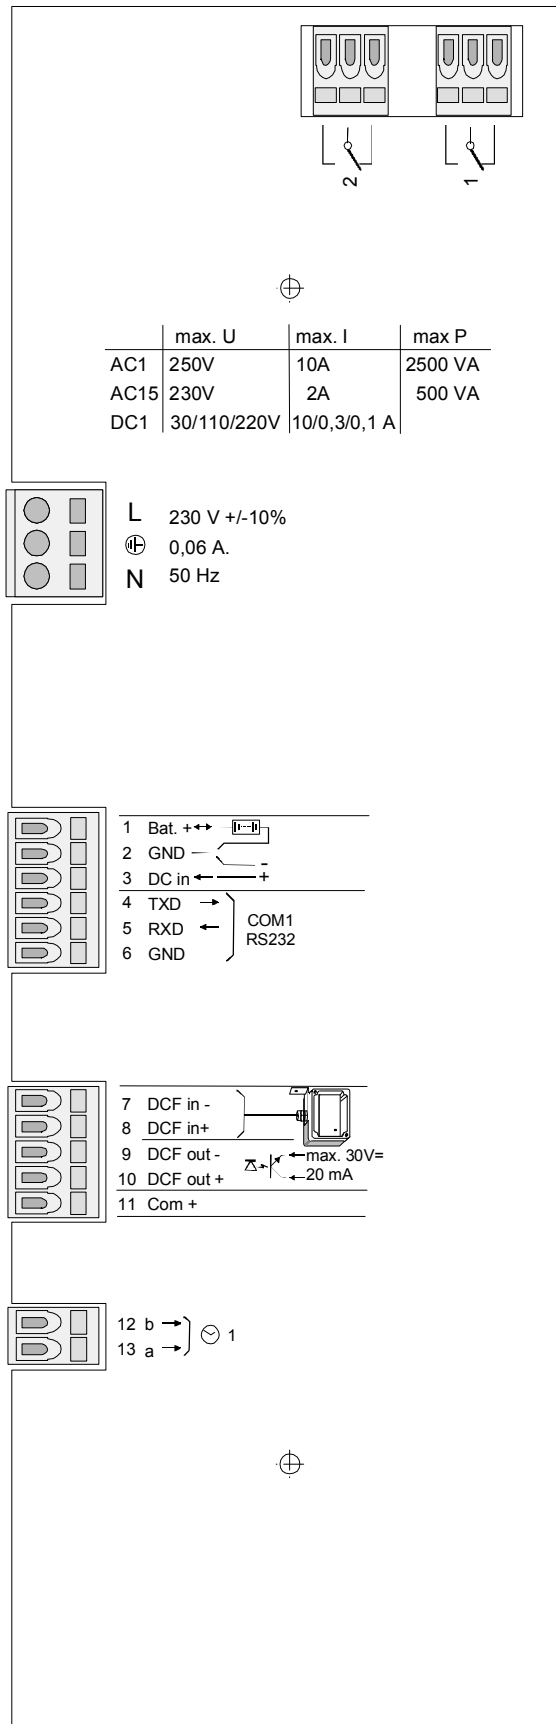 2 1
max. U max. I max P
AC1 250V 10A 2500 VA
AC15 230V 2A 500 VA
DC1 30/110/220V 10/0,3/0,1 A
L 230 V +/-10%
0,06 A.
N 50 Hz
1 Bat. +
2 GND -
3 DC in +
4 TXD
5 RXD COM1
RS232
6 GND
7 DCF in -
8 DCF in+
9 DCF out - max. 30V=
10 DCF out + 20 mA
11 Com +
12 b
1
13 a